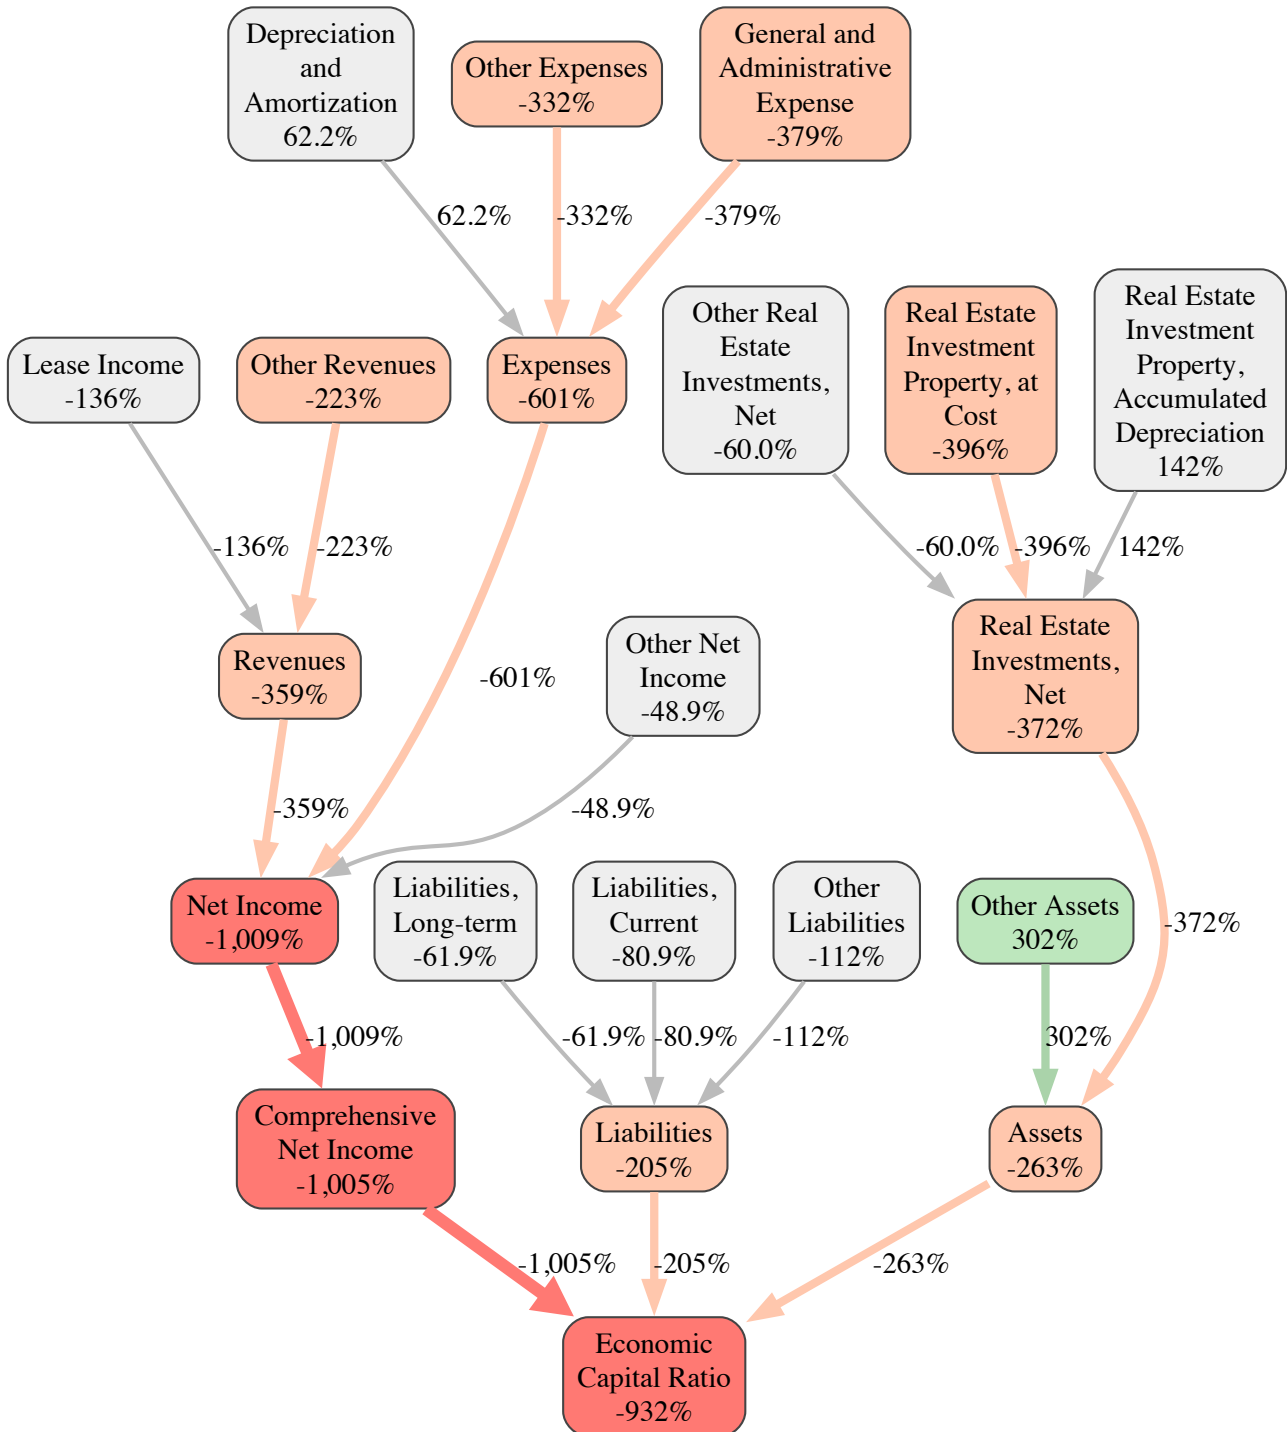 Depreciation
and
Amortization
62.2%
Other Expenses
-332%
General and
Administrative
Expense
-379%
62.2%
-332%
-379%
Lease Income
-136%
Other Revenues
-223%
Expenses
-601%
Other Real
Estate
Investments,
Net
-60.0%
Real Estate
Investment
Property, at
Cost
-396%
Real Estate
Investment
Property,
Accumulated
Depreciation
142%
-136%
-223%
-60.0%
-396%
142%
Revenues
-359%
-601%
Other Net
Income
-48.9%
Real Estate
Investments,
Net
-372%
-359%
-48.9%
Net Income
-1,009%
Liabilities,
Long-term
-61.9%
Liabilities,
Current
-80.9%
Other
Liabilities
-112%
Other Assets
302%
-372%
-1,009%
-61.9%
-80.9%
-112%
302%
Comprehensive
Net Income
-1,005%
Liabilities
-205%
Assets
-263%
-1,005%
-205%
-263%
Economic
Capital Ratio
-932%